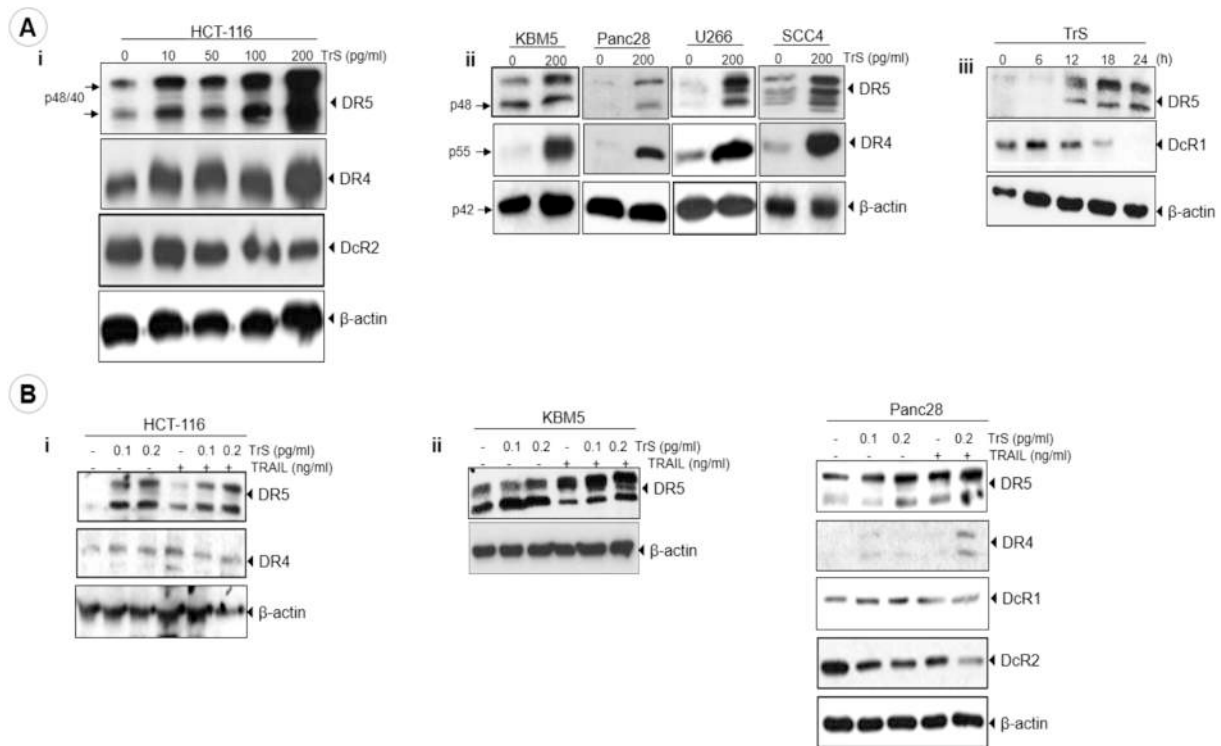 A
HCT-116
i
0 10 50 100 200 TrS (pg/ml)
p48/40
DR5
DR4
DcR2
β-actin
ii
KBM5 Panc28 U266 SCC4
0 200 0 200 0 200 0 200 TrS (pg/ml)
p48
DR5
p55
DR4
p42
β-actin
iii
TrS
0 6 12 18 24 (h)
DR5
DcR1
β-actin
B
HCT-116
i
- 0.1 0.2 - 0.1 0.2 TrS (pg/ml)
- - - + + + TRAIL (ng/ml)
DR5
DR4
β-actin
ii
KBM5
- 0.1 0.2 - 0.1 0.2 TrS (pg/ml)
- - - + + + TRAIL (ng/ml)
DR5
β-actin
Panc28
- 0.1 0.2 - 0.2 TrS (pg/ml)
- - - + + TRAIL (ng/ml)
DR5
DR4
DcR1
DcR2
β-actin